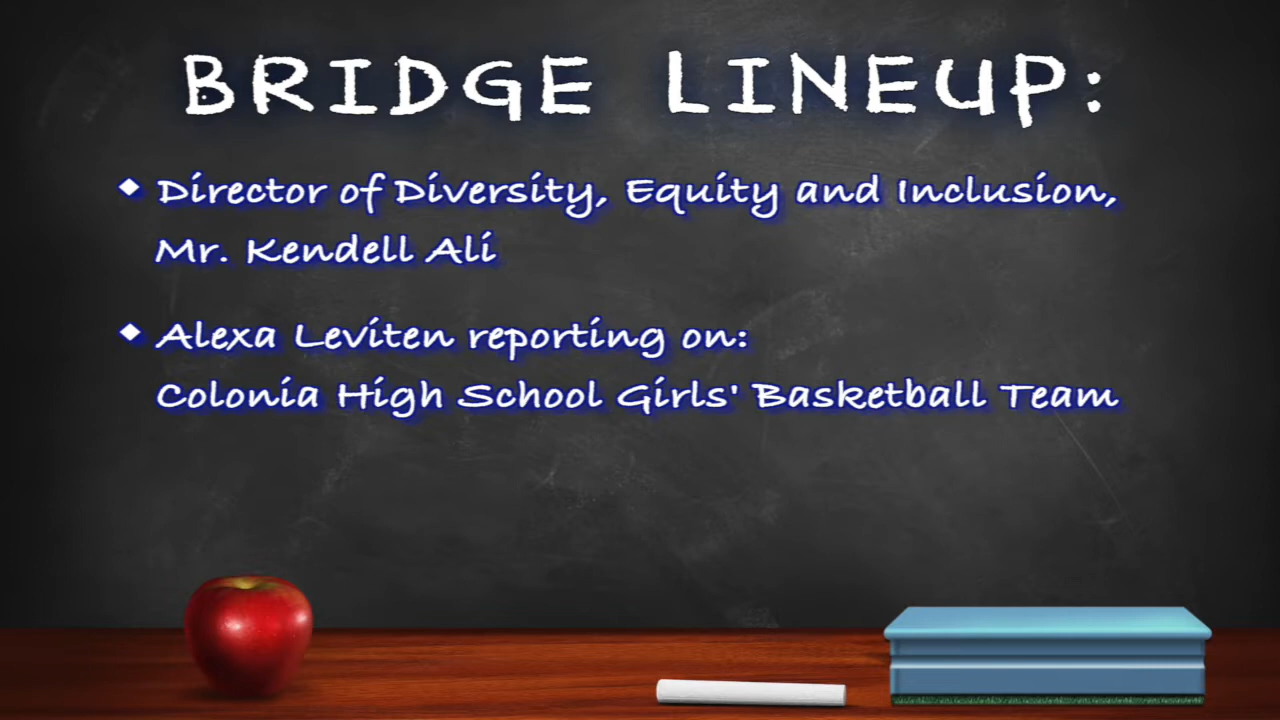 BRIDGE LINEUP:
◆ Director of Diversity, Equity and Inclusion,
Mr. Kendell Ali
◆ Alexa Leviten reporting on:
Colonia High School Girls' Basketball Team